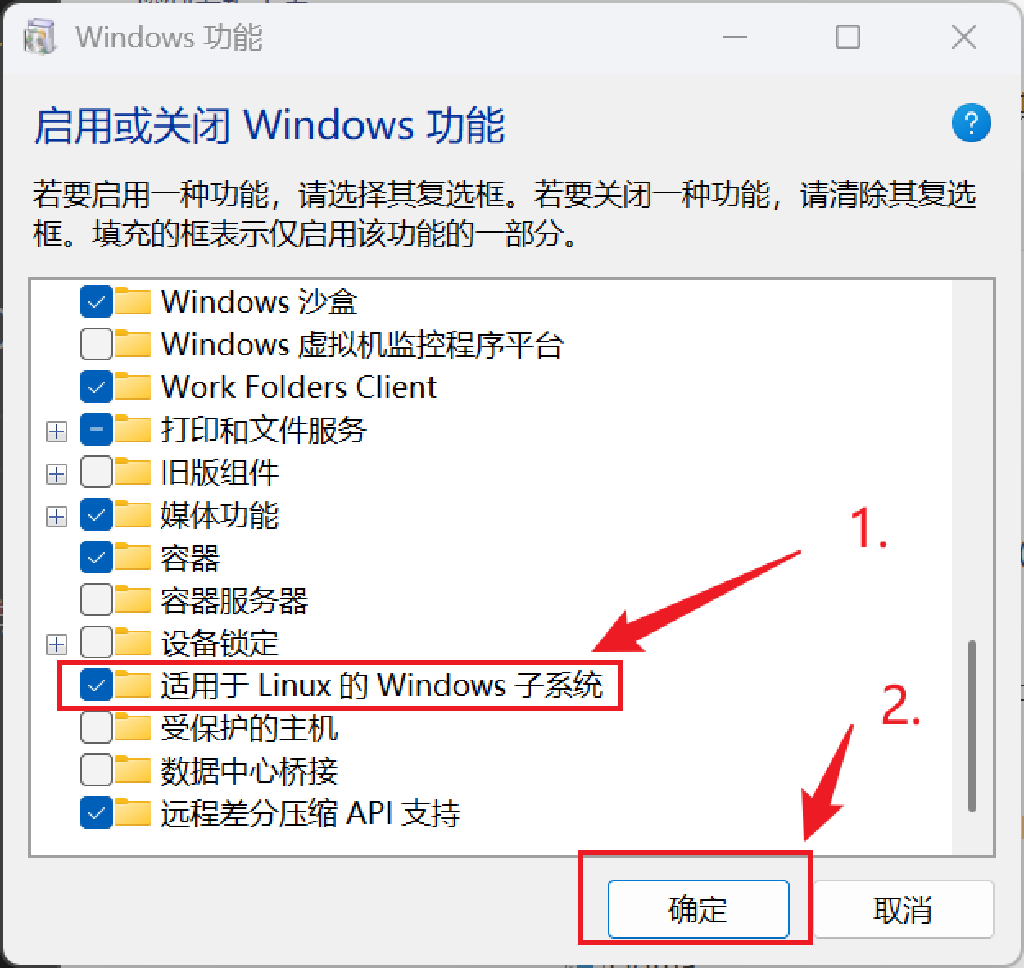 Windows 功能
启用或关闭 Windows 功能
?
若要启用一种功能，请选择其复选框。若要关闭一种功能，请清除其复选
框。填充的框表示仅启用该功能的一部分。
Windows 沙盒
Windows 虚拟机监控程序平台
Work Folders Client
打印和文件服务
旧版组件
媒体功能
1.
容器
容器服务器
设备锁定
适用于 Linux 的 Windows 子系统
2.
受保护的主机
数据中心桥接
远程差分压缩 API 支持
确定
取消